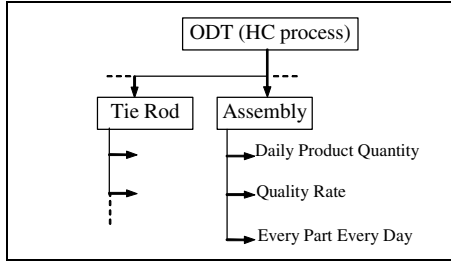 ODT (HC process)
Tie Rod
Assembly
Daily Product Quantity
Quality Rate
Every Part Every Day